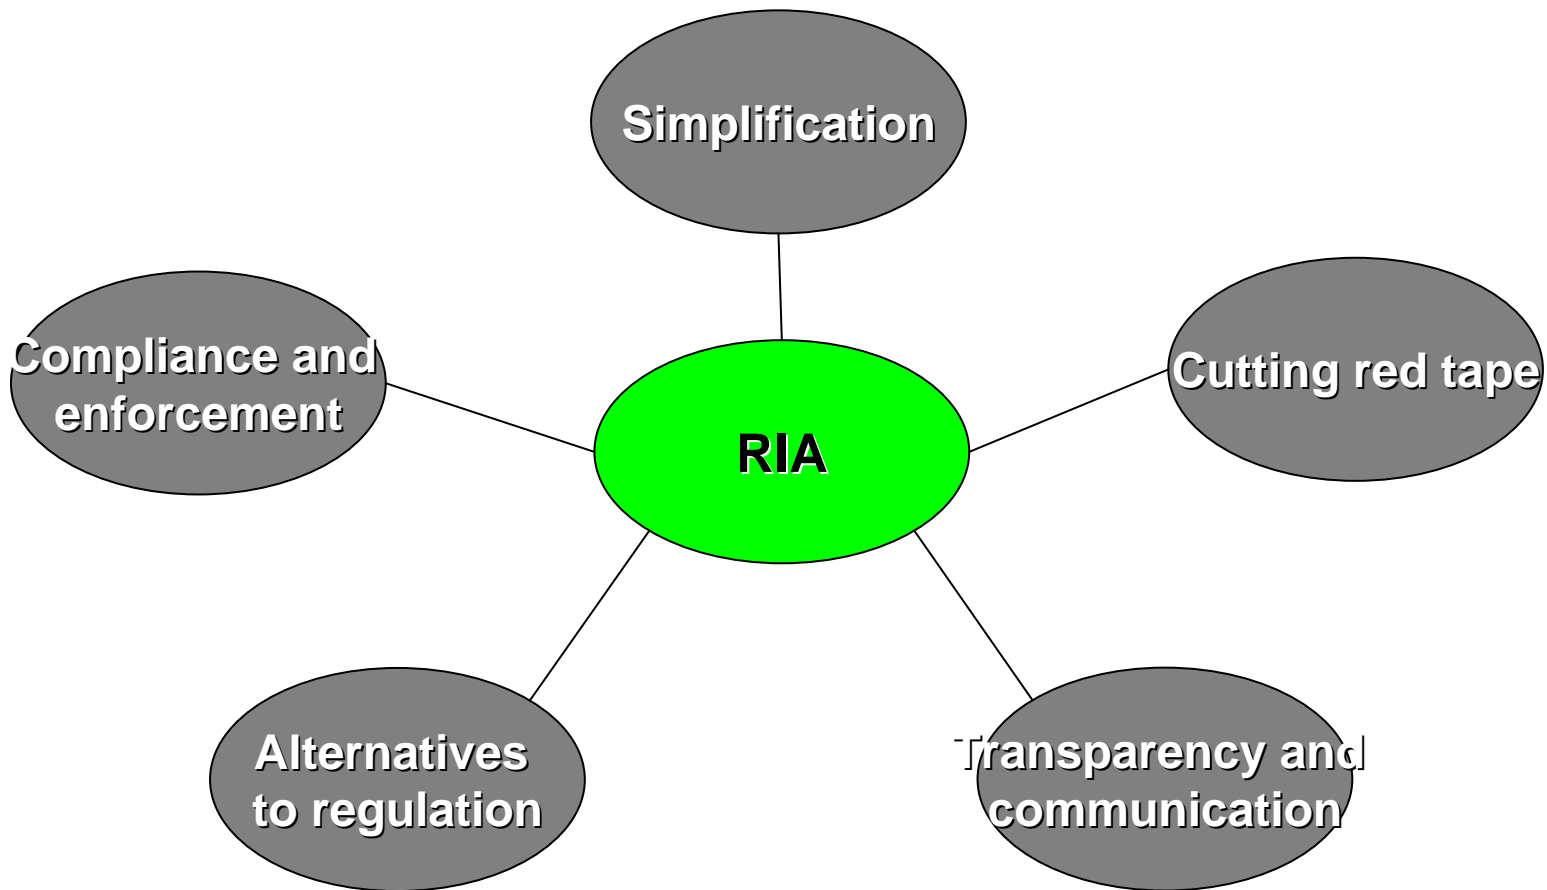 Simplification
Compliance and
enforcement
Cutting red tape
RIA
Alternatives
to regulation
Transparency and
communication